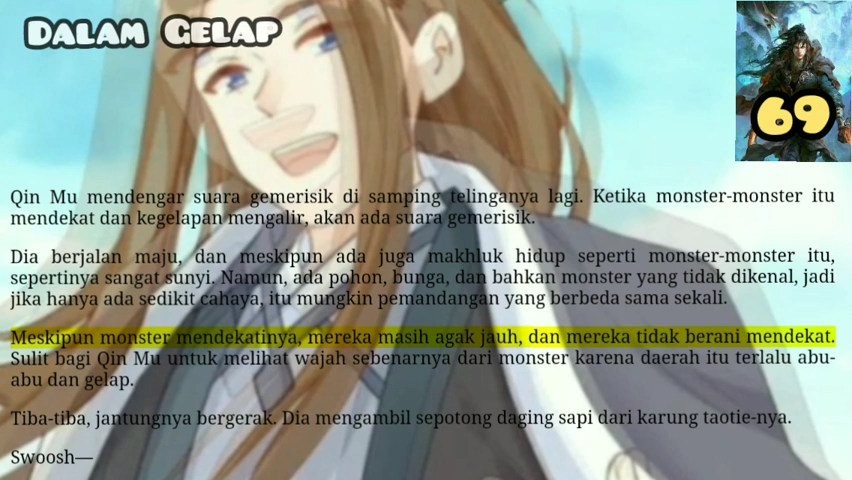 Dalam Gelap
69
Qin Mu mendengar suara gemerisik di samping telinganya lagi. Ketika monster-monster itu
mendekat dan kegelapan mengalir, akan ada suara gemerisik.
Dia berjalan maju, dan meskipun ada juga makhluk hidup seperti monster-monster itu,
sepertinya sangat sunyi. Namun, ada pohon, bunga, dan bahkan monster yang tidak dikenal, jadi
jika hanya ada sedikit cahaya, itu mungkin pemandangan yang berbeda sama sekali.
Meskipun monster mendekatinya, mereka masih agak jauh, dan mereka tidak berani mendekat.
Sulit bagi Qin Mu untuk melihat wajah sebenarnya dari monster karena daerah itu terlalu abu-
abu dan gelap.
Tiba-tiba, jantungnya bergerak. Dia mengambil sepotong daging sapi dari karung taotie-nya.
Swoosh—